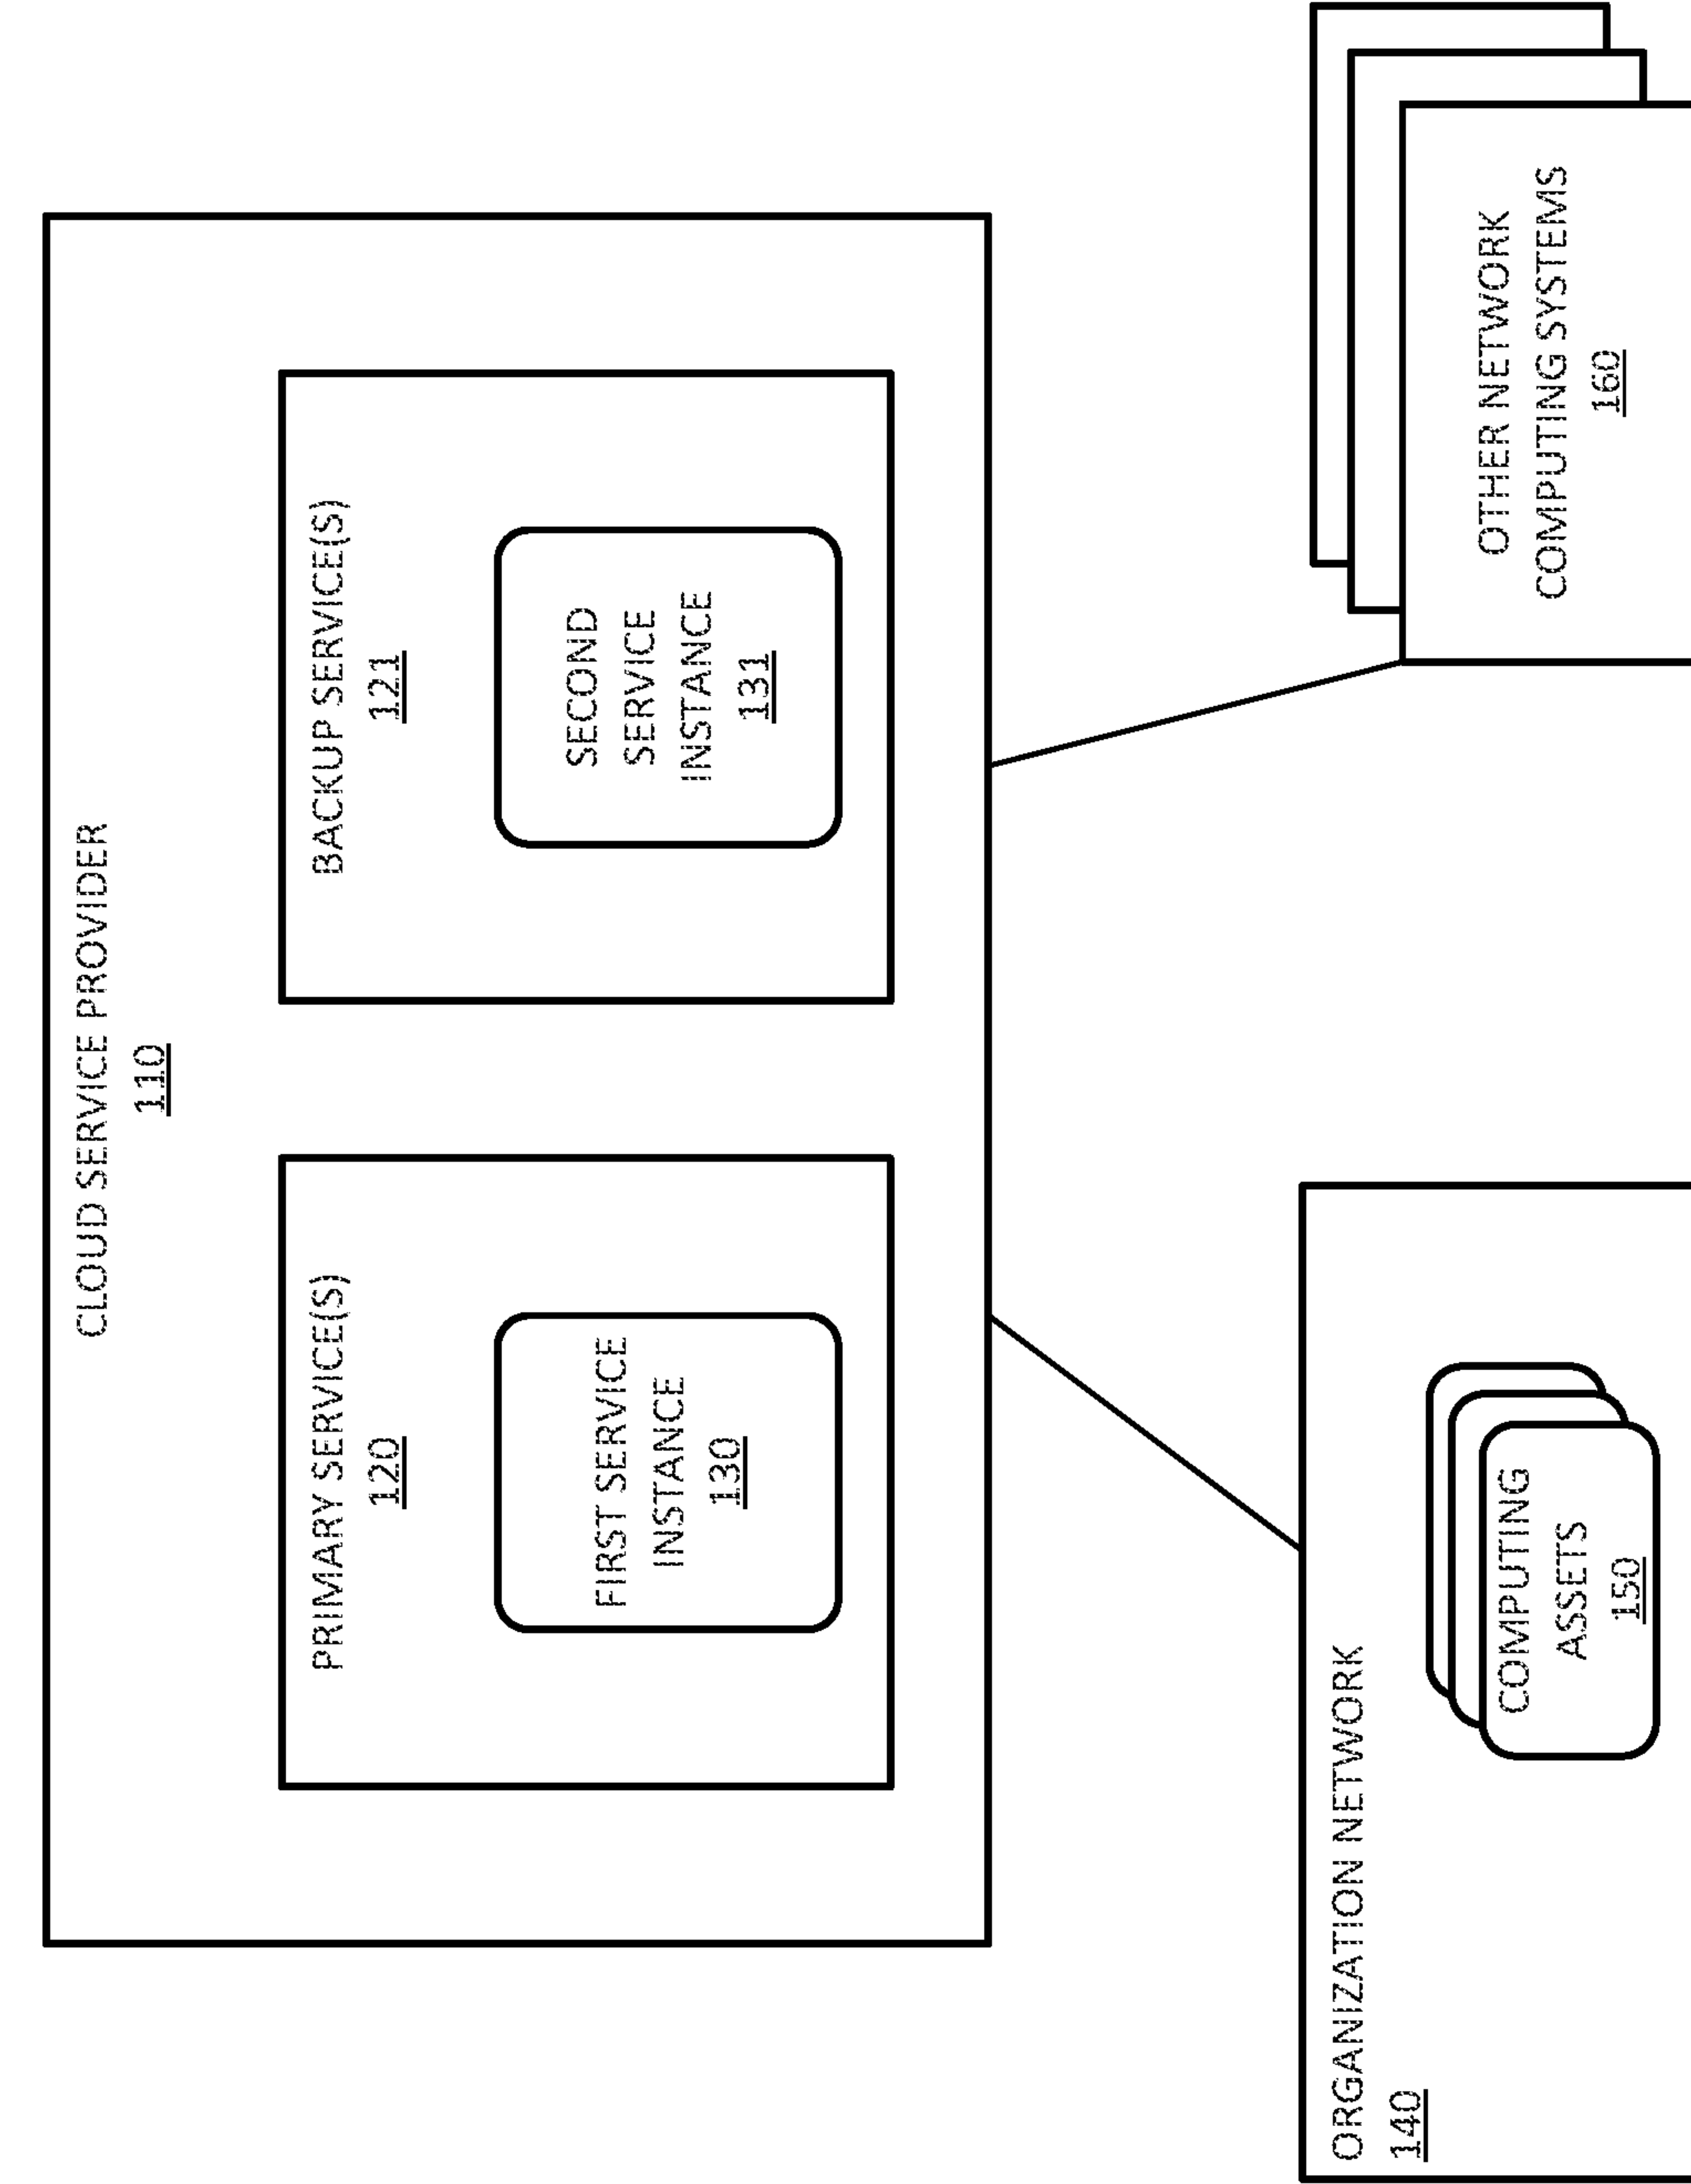 CLOUD SERVICE PROVIDER
110
PRIMARY SERVICE(S)
120
FIRST SERVICE
INSTANCE
130
BACKUP SERVICE(S)
121
SECOND
SERVICE
INSTANCE
131
ORGANIZATION NETWORK
140
COMPUTING
ASSETS
150
OTHER NETWORK
COMPUTING SYSTEMS
160